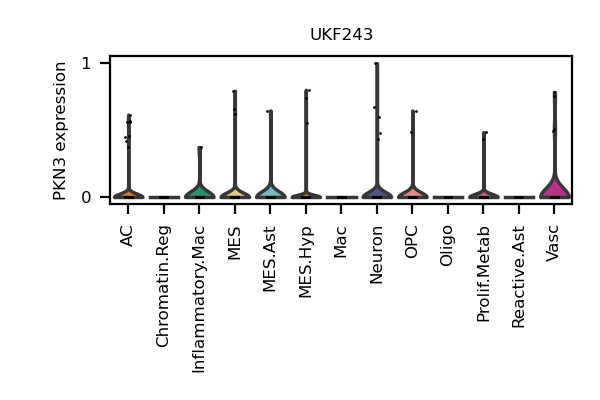 UKF243
PKN3 expression
1
0
AC
Chromatin.Reg
Inflammatory.Mac
MES
MES.Ast
MES.Hyp
Mac
Neuron
OPC
Oligo
Prolif.Metab
Reactive.Ast
Vasc